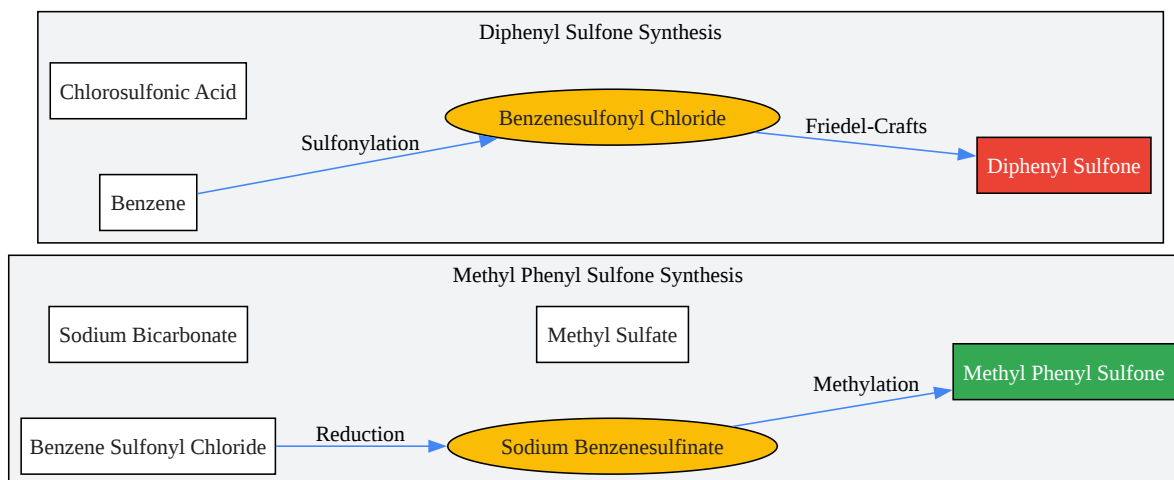 Diphenyl Sulfone Synthesis
Chlorosulfonic Acid
Benzenesulfonyl Chloride
Friedel-Crafts
Sulfonylation
Diphenyl Sulfone
Benzene
Methyl Phenyl Sulfone Synthesis
Sodium Bicarbonate
Methyl Sulfate
Methyl Phenyl Sulfone
Methylation
Benzene Sulfonyl Chloride
Reduction
Sodium Benzenesulfinate